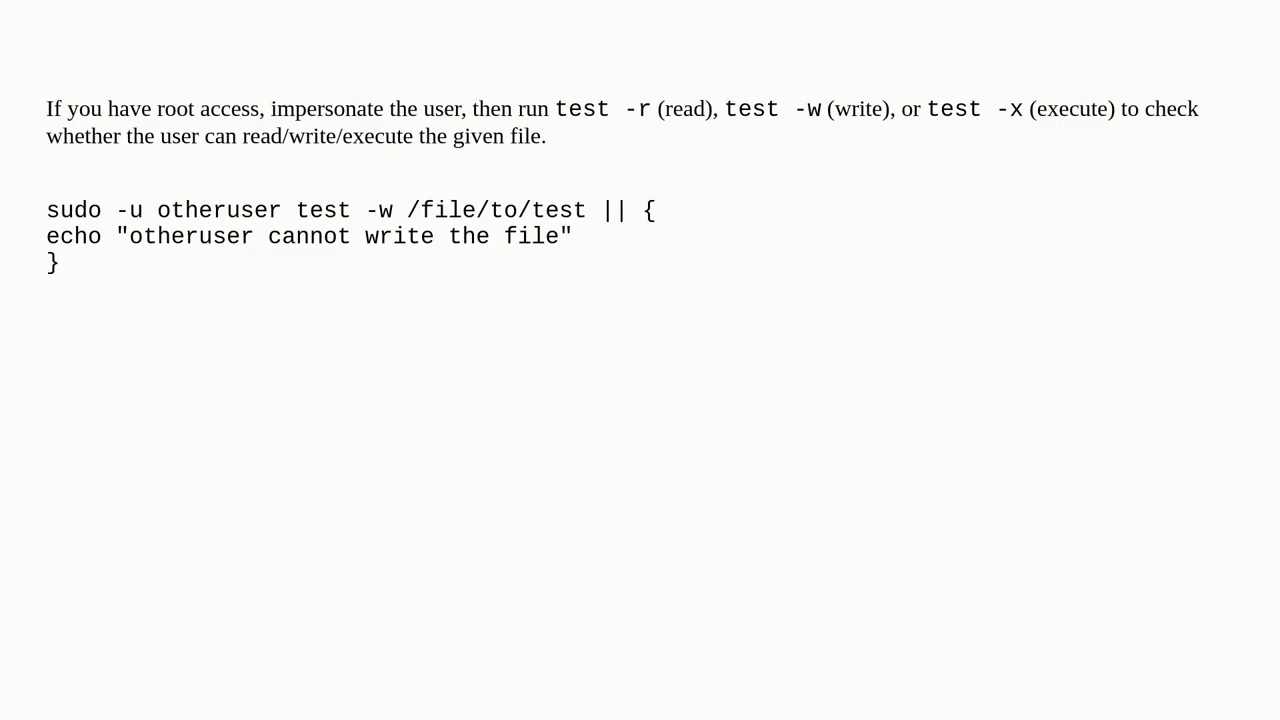 If you have root access, impersonate the user, then run test -r (read), test -w (write), or test -x (execute) to check
whether the user can read/write/execute the given file.
sudo -u otheruser test -w /file/to/test || {
echo "otheruser cannot write the file"
}